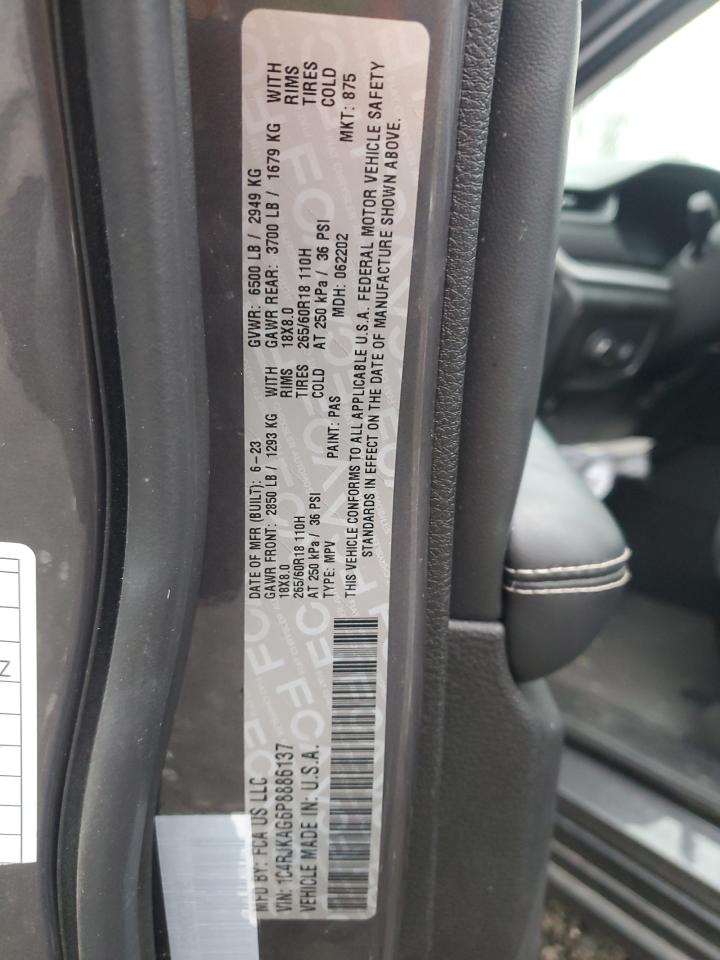 MFD BY: FCA US LLC
VIN: 1C4RJKAG6P8886137
VEHICLE MADE IN: U.S.A.
DATE OF MFR (BUILT): 6-23
GAWR FRONT: 2850 LB / 1293 KG WITH
18X8.0 RIMS
265/60R18 110H TIRES
AT 250 kPa / 36 PSI COLD
TYPE: MPV PAINT: PAS
GVWR: 6500 LB / 2949 KG
GAWR REAR: 3700 LB / 1679 KG WITH
18X8.0 RIMS
265/60R18 110H TIRES
AT 250 kPa / 36 PSI COLD
MDH: 062202 MKT: 875
THIS VEHICLE CONFORMS TO ALL APPLICABLE U.S.A. FEDERAL MOTOR VEHICLE SAFETY
STANDARDS IN EFFECT ON THE DATE OF MANUFACTURE SHOWN ABOVE.